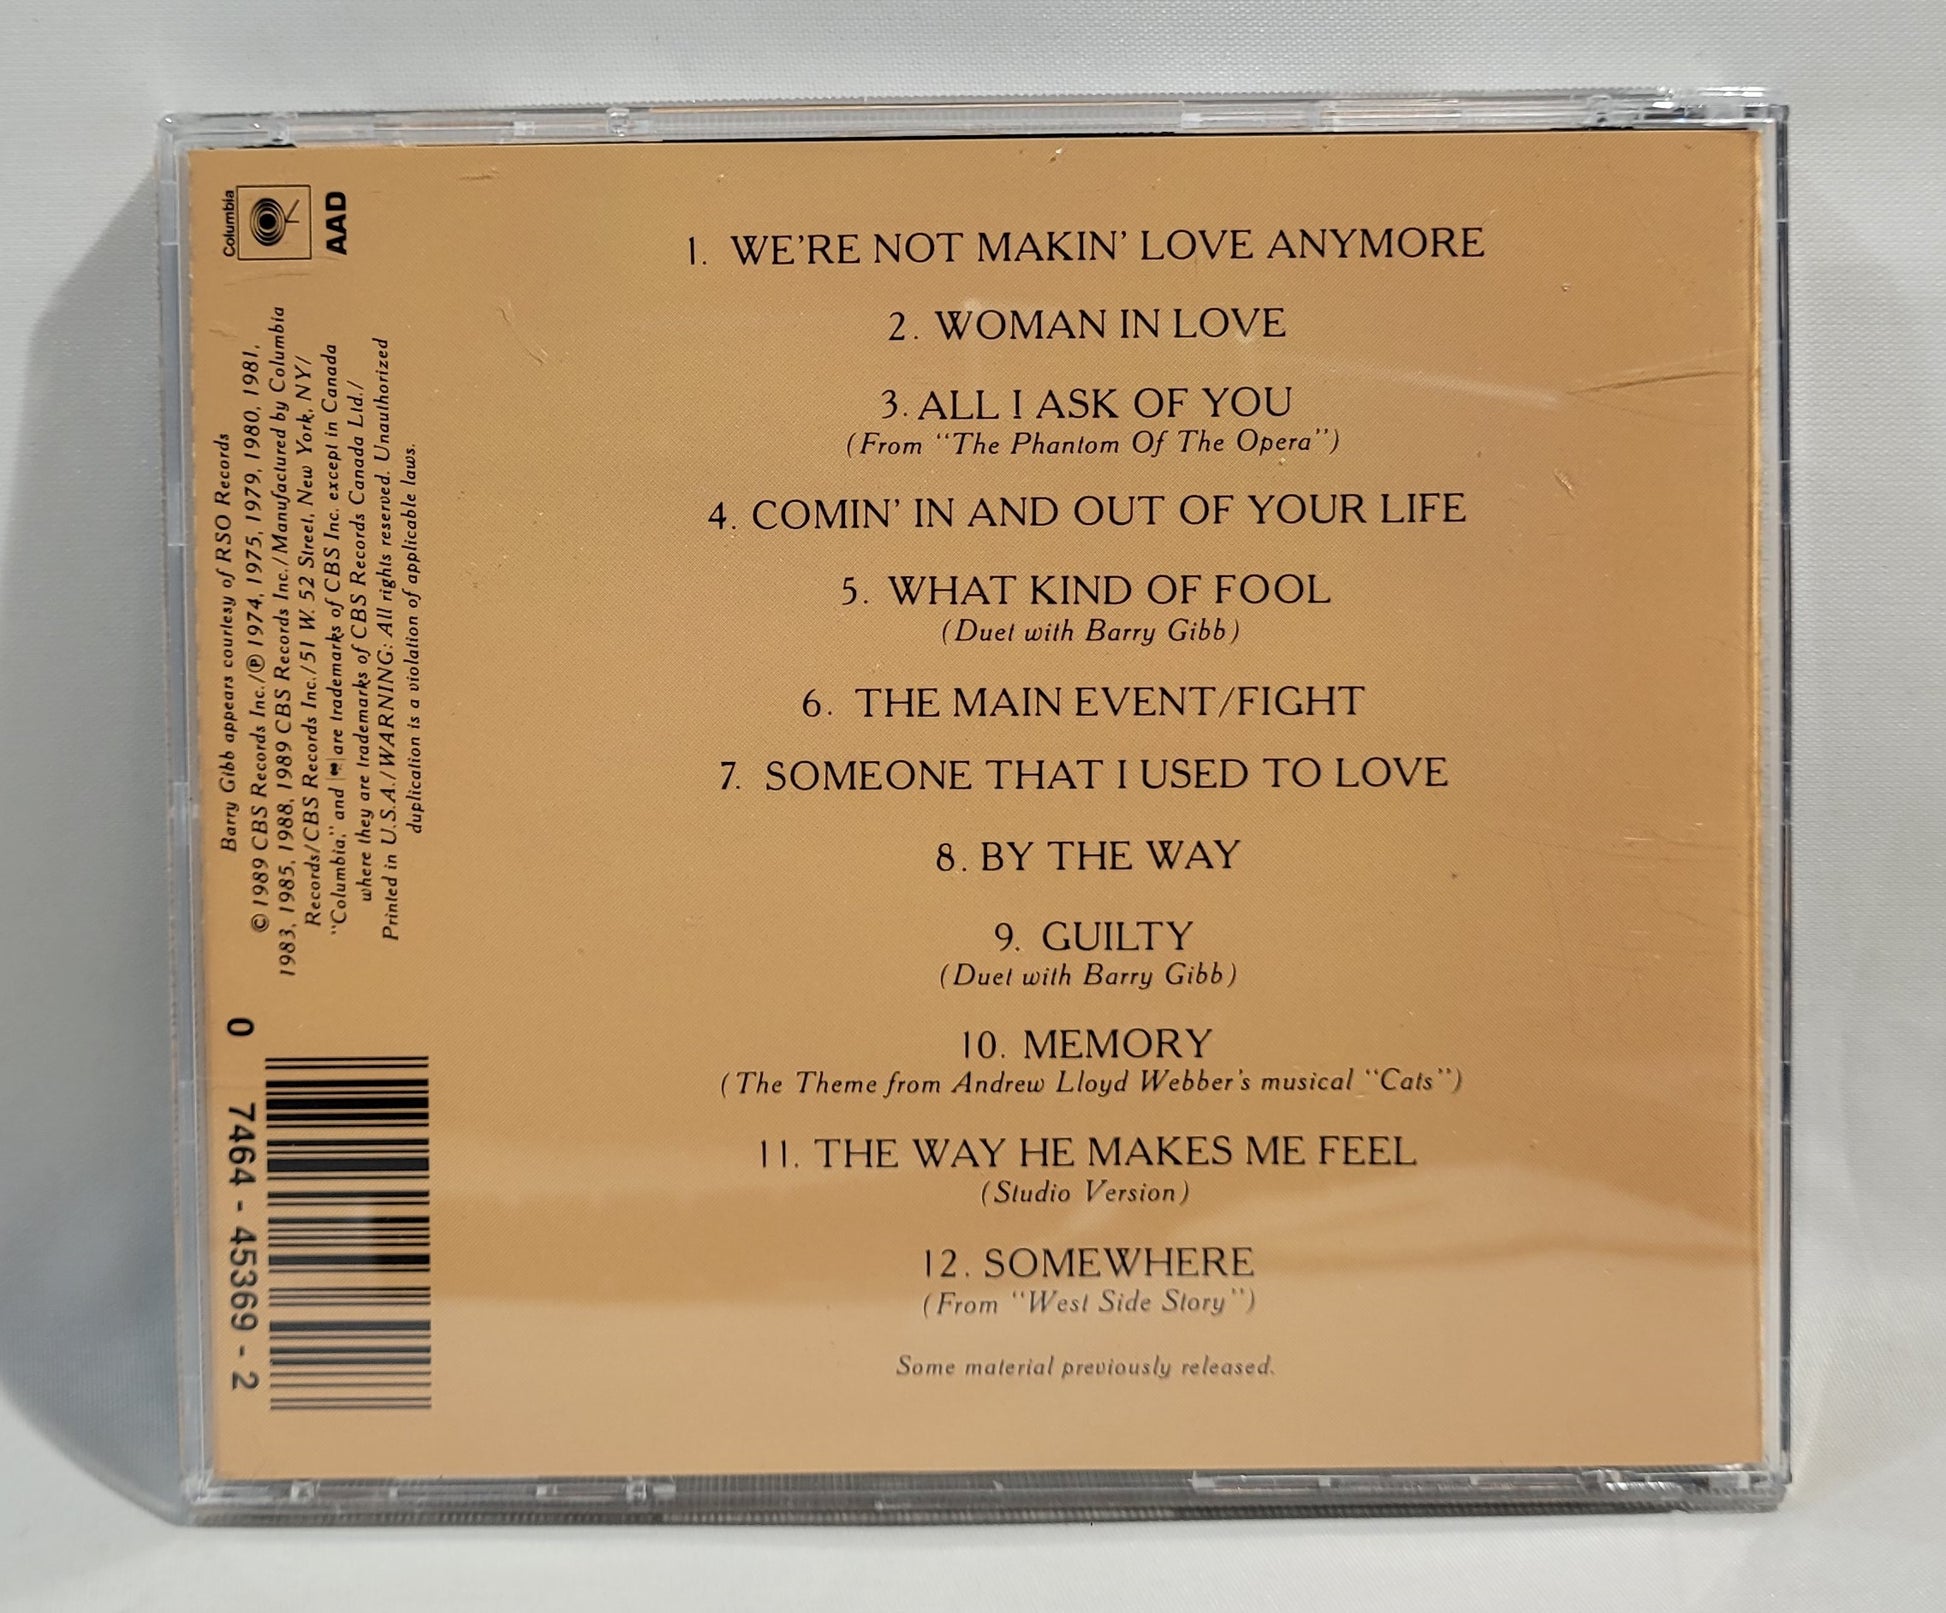 Columbia
AAD
Barry Gibb appears courtesy of RSO Records
© 1989 CBS Records Inc./℗ 1974, 1975, 1979, 1980, 1981,
1983, 1985, 1988, 1989 CBS Records Inc./Manufactured by Columbia
Records/CBS Records Inc./51 W. 52 Street, New York, NY/
"Columbia," and are trademarks of CBS Inc. except in Canada
where they are trademarks of CBS Records Canada Ltd./
Printed in U.S.A./WARNING: All rights reserved. Unauthorized
duplication is a violation of applicable laws.
0 7464-45369-2
1. WE'RE NOT MAKIN' LOVE ANYMORE
2. WOMAN IN LOVE
3. ALL I ASK OF YOU
(From "The Phantom Of The Opera")
4. COMIN' IN AND OUT OF YOUR LIFE
5. WHAT KIND OF FOOL
(Duet with Barry Gibb)
6. THE MAIN EVENT/FIGHT
7. SOMEONE THAT I USED TO LOVE
8. BY THE WAY
9. GUILTY
(Duet with Barry Gibb)
10. MEMORY
(The Theme from Andrew Lloyd Webber's musical "Cats")
11. THE WAY HE MAKES ME FEEL
(Studio Version)
12. SOMEWHERE
(From "West Side Story")
Some material previously released.